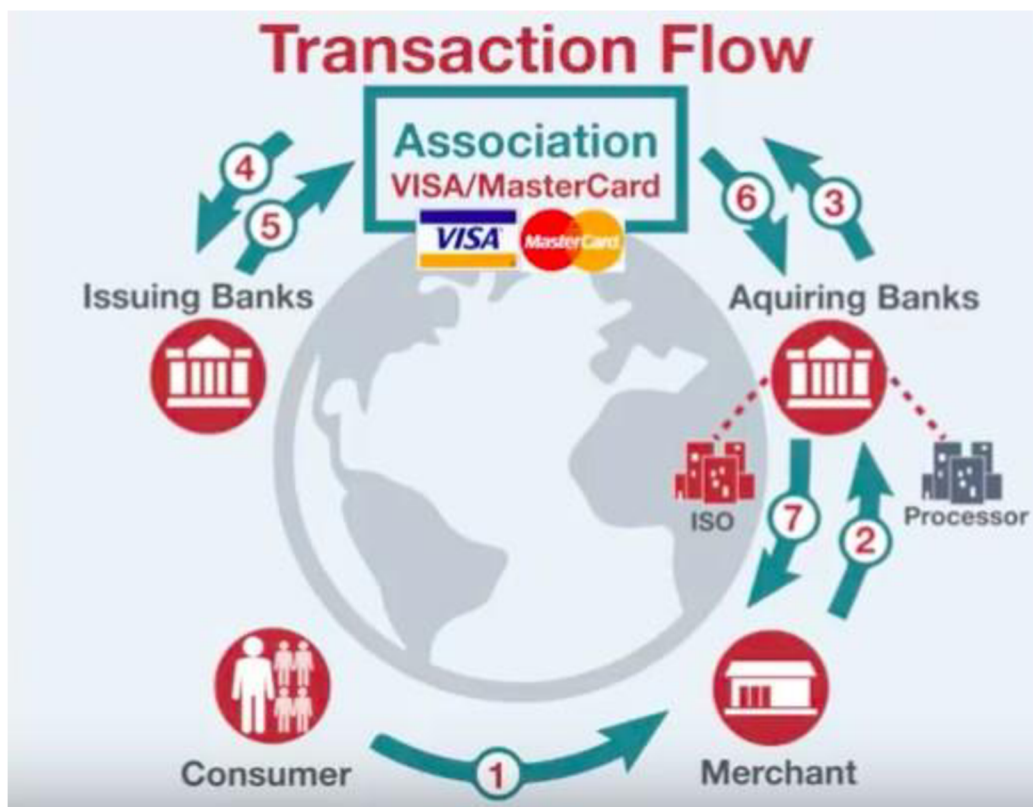 Transaction Flow
Association
VISA/MasterCard
VISA MasterCard
4
5
6
3
Issuing Banks
Aquiring Banks
ISO
7
2
Processor
Consumer
1
Merchant